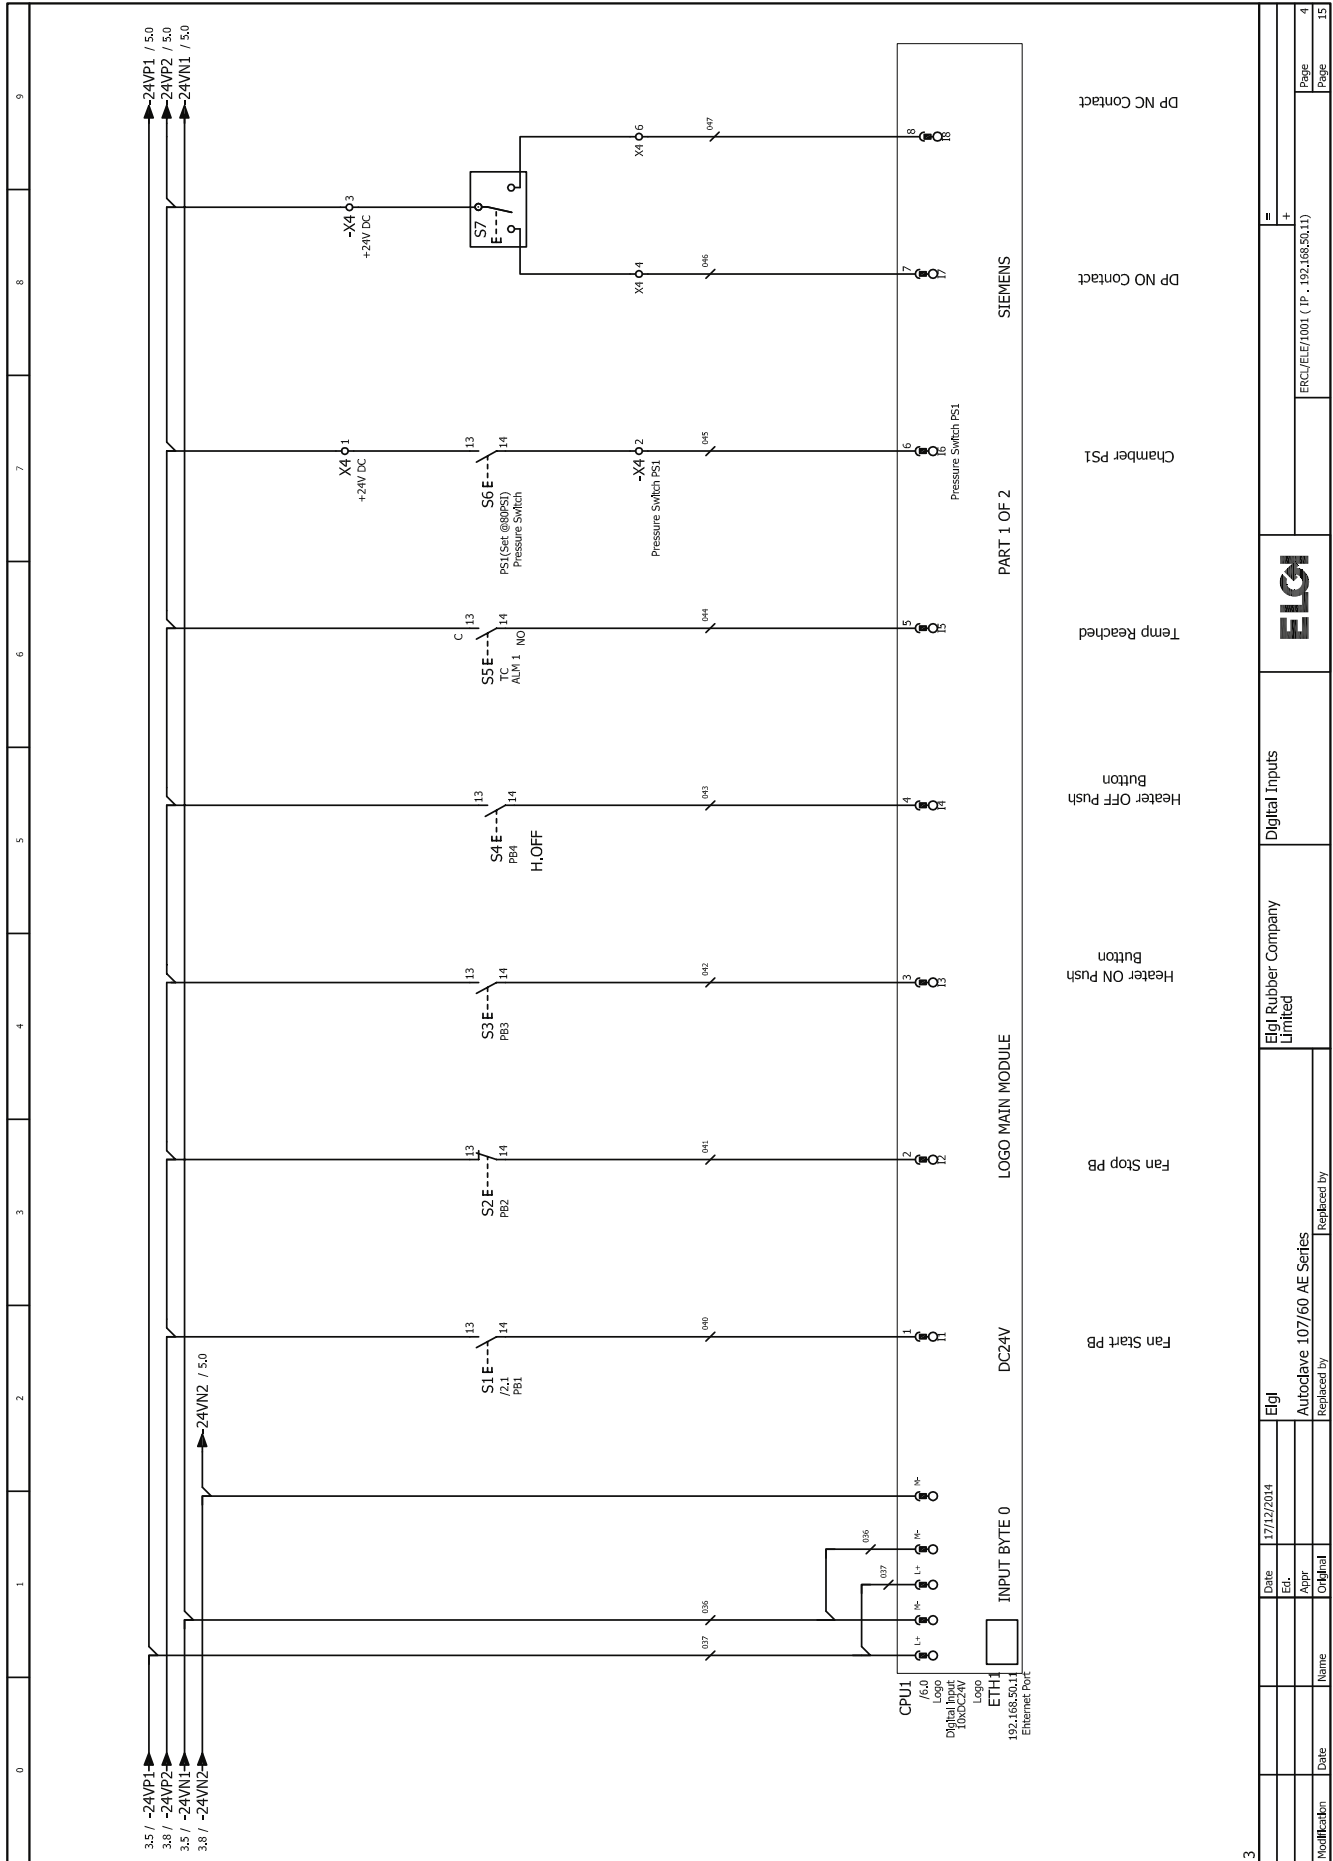 0
1
2
3
4
5
6
7
8
9
3.5 / -24VP1
3.8 / -24VP2
3.5 / -24VN1
3.8 / -24VN2
-24VP1 / 5.0
-24VP2 / 5.0
-24VN1 / 5.0
-24VN2 / 5.0
-X4 3
+24V DC
X4 1
+24V DC
S1
/2.1
PB1
13
14
S2
PB2
13
14
S3
PB3
13
14
S4
PB4
H.OFF
13
14
S5
TC
ALM 1
C
13
14
NO
S6
PS1(Set @80PSI)
Pressure Switch
13
14
S7
-X4 2
Pressure Switch PS1
X4 4
X4 6
037
036
037
036
040
041
042
043
044
045
046
047
CPU1
/6.0
Logo
Digital Input
10xDC24V
Logo
ETH1
192.168.50.11
Ehternet Port
L+
M-
L+
M-
M-
1
I1
2
I2
3
I3
4
I4
5
I5
6
I6
Pressure Switch PS1
7
I7
8
I8
INPUT BYTE 0
DC24V
LOGO MAIN MODULE
PART 1 OF 2
SIEMENS
Fan Start PB
Fan Stop PB
Heater ON Push
Button
Heater OFF Push
Button
Temp Reached
Chamber PS1
DP NO Contact
DP NC Contact
3
Modification
Date
Name
Date
17/12/2014
Ed.
Appr
Original
Elgi
Autoclave 107/60 AE Series
Replaced by
Replaced by
Elgi Rubber Company
Limited
Digital Inputs
ELGI
=
+
ERCL/ELE/1001 ( IP . 192.168.50.11)
Page 4
Page 15